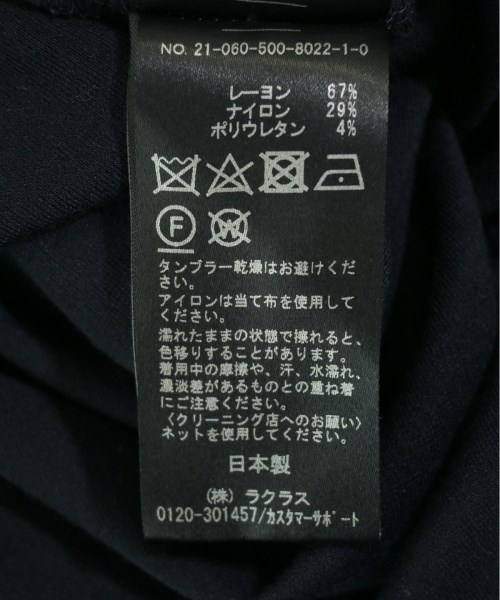 NO. 21-060-500-8022-1-0
レーヨン 67%
ナイロン 29%
ポリウレタン 4%
F W
タンブラー乾燥はお避けくだ
さい。
アイロンは当て布を使用して
ください。
濡れたままの状態で擦れると、
色移りすることがあります。
着用中の摩擦や、汗、水濡れ、
濃淡差があるものとの重ね着
にご注意ください。
〈クリーニング店へのお願い〉
ネットを使用してください。
日本製
(株) ラクラス
0120-301457/カスタマーサポート